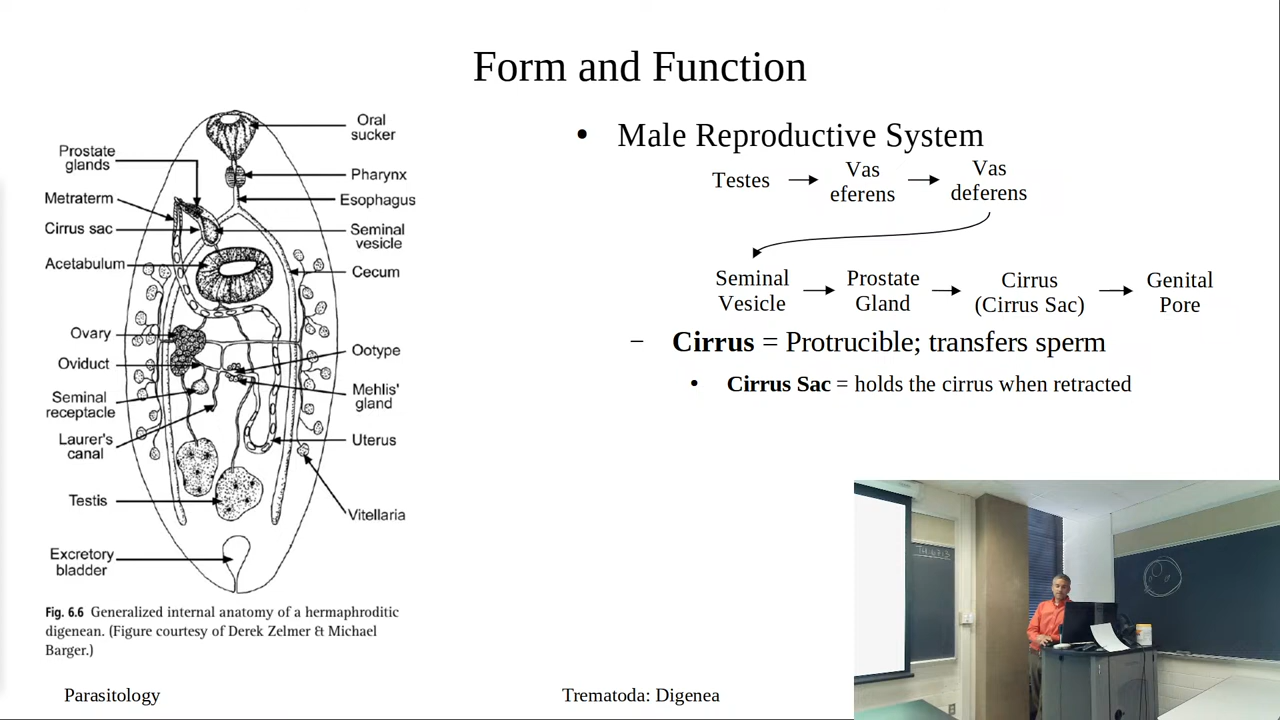 Form and Function
Oral
sucker
Prostate
glands
Pharynx
Metraterm
Esophagus
Cirrus sac
Seminal
vesicle
Acetabulum
Cecum
Ovary
Ootype
Oviduct
Mehlis'
gland
Seminal
receptacle
Laurer's
canal
Uterus
Testis
Vitellaria
Excretory
bladder
Fig. 6.6 Generalized internal anatomy of a hermaphroditic
digenean. (Figure courtesy of Derek Zelmer & Michael
Barger.)
• Male Reproductive System
Testes
Vas
eferens
Vas
deferens
Seminal
Vesicle
Prostate
Gland
Cirrus
(Cirrus Sac)
Genital
Pore
– Cirrus = Protrucible; transfers sperm
• Cirrus Sac = holds the cirrus when retracted
Parasitology
Trematoda: Digenea